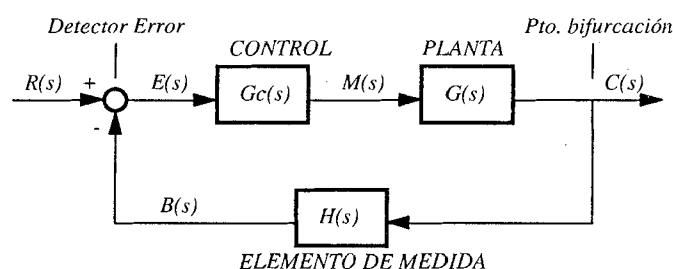 Detector Error
CONTROL
PLANTA
Pto. bifurcación
R(s)
+
E(s)
Gc(s)
M(s)
G(s)
C(s)
-
B(s)
H(s)
ELEMENTO DE MEDIDA